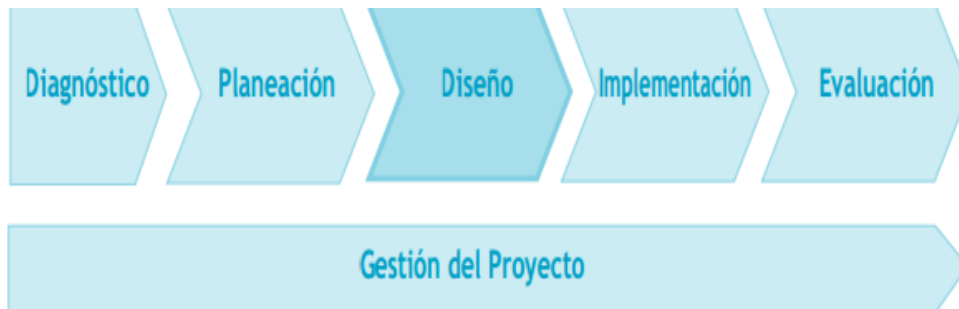 Diagnóstico Planeación Diseño Implementación Evaluación
Gestión del Proyecto